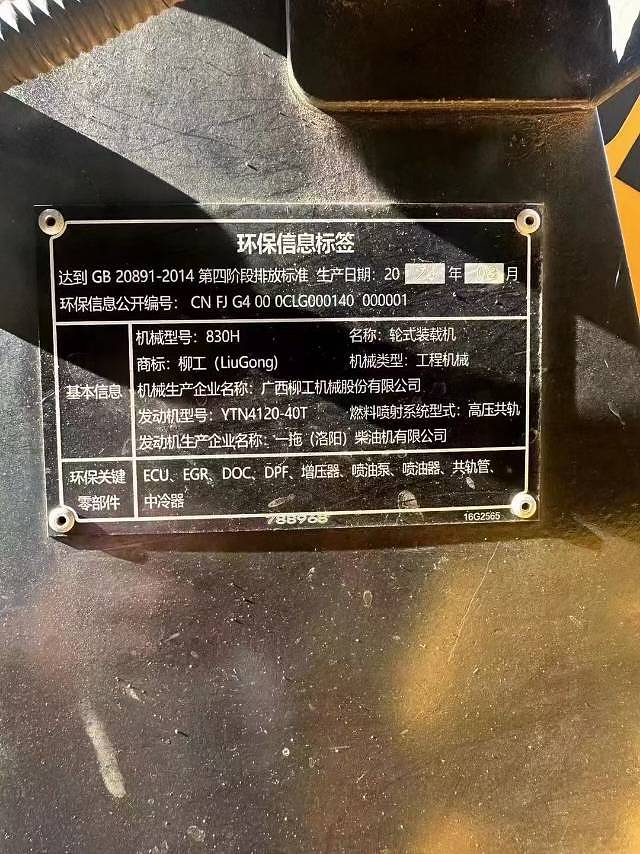 环保信息标签
达到 GB 20891-2014 第四阶段排放标准 生产日期: 20 年 月
环保信息公开编号: CN FJ G4 00 0CLG000140 000001
机械型号: 830H 名称: 轮式装载机
商标: 柳工 (LiuGong) 机械类型: 工程机械
基本信息 机械生产企业名称: 广西柳工机械股份有限公司
发动机型号: YTN4120-40T 燃料喷射系统型式: 高压共轨
发动机生产企业名称: 一拖 (洛阳) 柴油机有限公司
环保关键 ECU、EGR、DOC、DPF、增压器、喷油泵、喷油器、共轨管、
零部件 中冷器
788968
16G2565